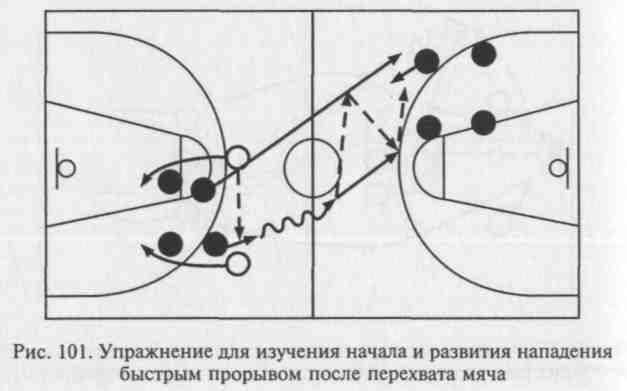 Рис. 101. Упражнение для изучения начала и развития нападения
быстрым прорывом после перехвата мяча